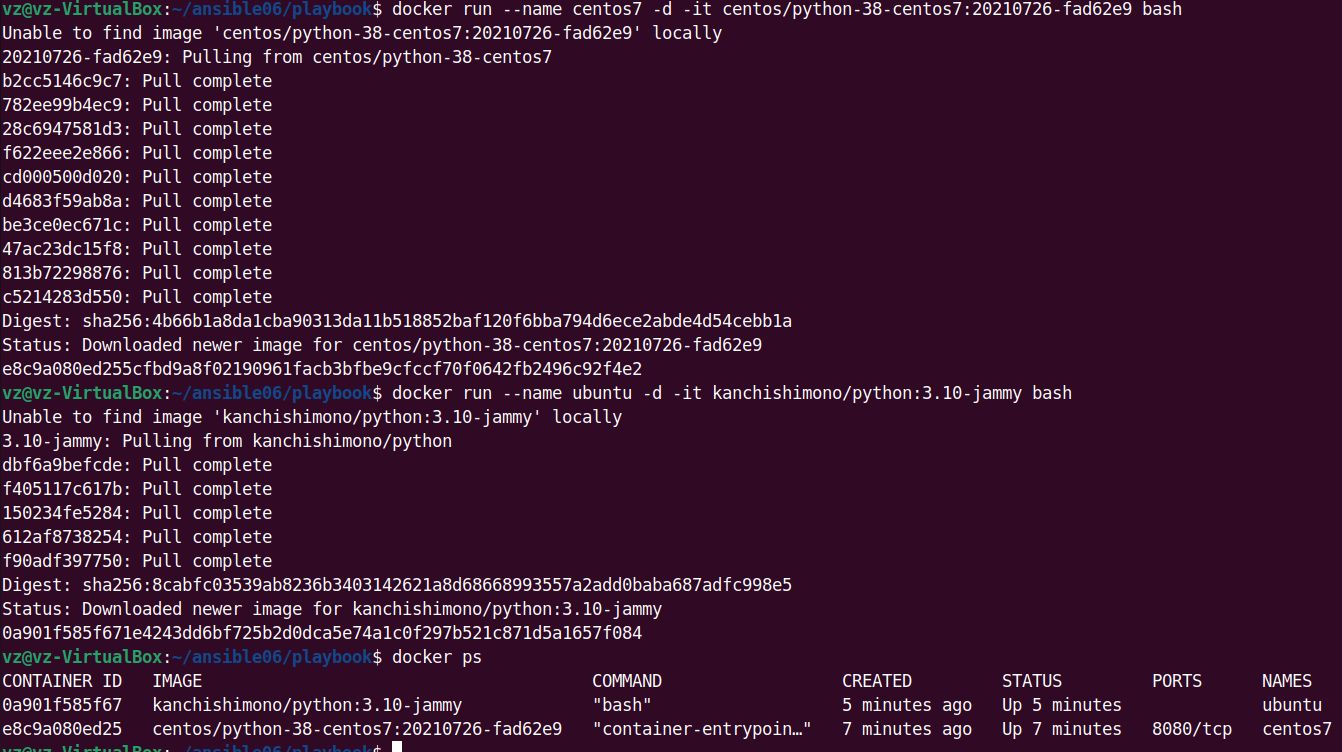 vz@vz-VirtualBox:~/ansible06/playbook$ docker run --name centos7 -d -it centos/python-38-centos7:20210726-fad62e9 bash
Unable to find image 'centos/python-38-centos7:20210726-fad62e9' locally
20210726-fad62e9: Pulling from centos/python-38-centos7
b2cc5146c9c7: Pull complete
782ee99b4ec9: Pull complete
28c6947581d3: Pull complete
f622eee2e866: Pull complete
cd000500d020: Pull complete
d4683f59ab8a: Pull complete
be3ce0ec671c: Pull complete
47ac23dc15f8: Pull complete
813b72298876: Pull complete
c5214283d550: Pull complete
Digest: sha256:4b66b1a8da1cba90313da11b518852baf120f6bba794d6ece2abde4d54cebb1a
Status: Downloaded newer image for centos/python-38-centos7:20210726-fad62e9
e8c9a080ed255cfbd9a8f02190961facb3bfbe9cfccf70f0642fb2496c92f4e2
vz@vz-VirtualBox:~/ansible06/playbook$ docker run --name ubuntu -d -it kanchishimono/python:3.10-jammy bash
Unable to find image 'kanchishimono/python:3.10-jammy' locally
3.10-jammy: Pulling from kanchishimono/python
dbf6a9befcde: Pull complete
f405117c617b: Pull complete
150234fe5284: Pull complete
612af8738254: Pull complete
f90adf397750: Pull complete
Digest: sha256:8cabfc03539ab8236b3403142621a8d68668993557a2add0baba687adfc998e5
Status: Downloaded newer image for kanchishimono/python:3.10-jammy
0a901f585f671e4243dd6bf725b2d0dca5e74a1c0f297b521c871d5a1657f084
vz@vz-VirtualBox:~/ansible06/playbook$ docker ps
CONTAINER ID   IMAGE                                       COMMAND                  CREATED         STATUS         PORTS      NAMES
0a901f585f67   kanchishimono/python:3.10-jammy             "bash"                   5 minutes ago   Up 5 minutes              ubuntu
e8c9a080ed25   centos/python-38-centos7:20210726-fad62e9   "container-entrypoin…"   7 minutes ago   Up 7 minutes   8080/tcp   centos7
vz@vz-VirtualBox:~/ansible06/playbook$